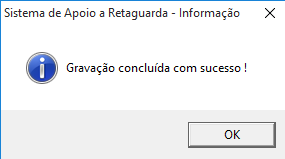 Sistema de Apoio a Retaguarda - Informação
Gravação concluída com sucesso !
OK